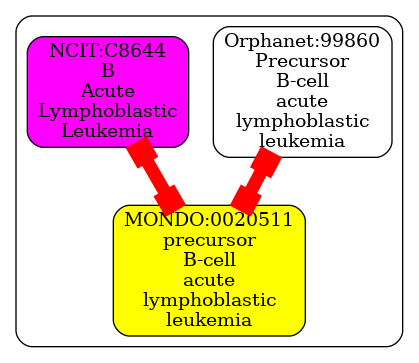 NCIT:C8644
B
Acute
Lymphoblastic
Leukemia
Orphanet:99860
Precursor
B-cell
acute
lymphoblastic
leukemia
MONDO:0020511
precursor
B-cell
acute
lymphoblastic
leukemia